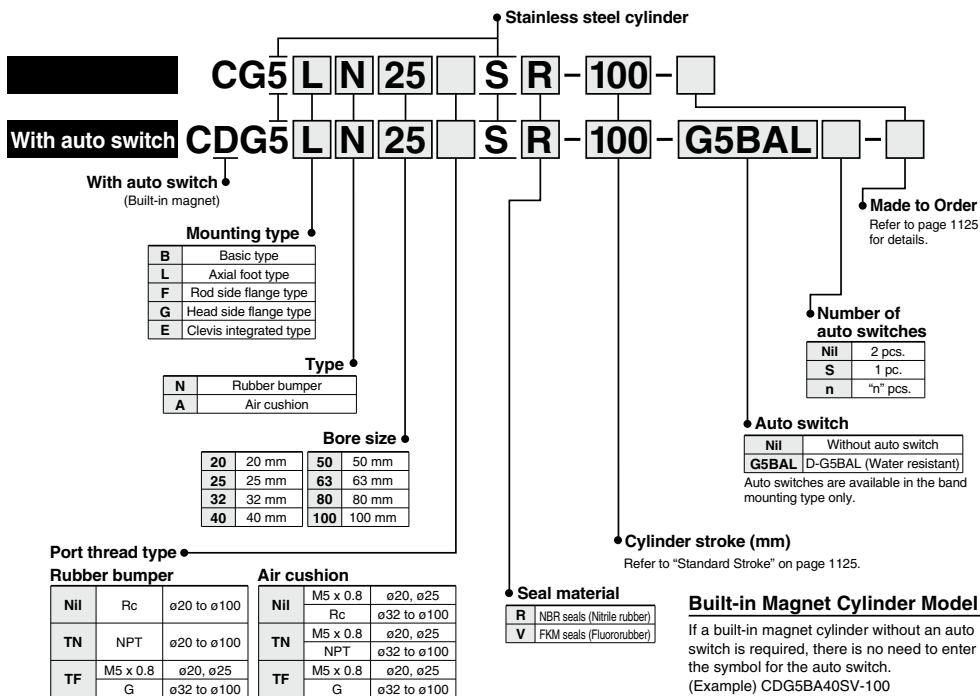 Stainless steel cylinder
CG5 L N 25 S R - 100 -
With auto switch CDG5 L N 25 S R - 100 - G5BAL -
With auto switch
(Built-in magnet)
Made to Order
Refer to page 1125
for details.
Mounting type
B Basic type
L Axial foot type
F Rod side flange type
G Head side flange type
E Clevis integrated type
Number of
auto switches
Nil 2 pcs.
S 1 pc.
n “n” pcs.
Type
N Rubber bumper
A Air cushion
Auto switch
Nil Without auto switch
G5BAL D-G5BAL (Water resistant)
Auto switches are available in the band
mounting type only.
Bore size
20 20 mm 50 50 mm
25 25 mm 63 63 mm
32 32 mm 80 80 mm
40 40 mm 100 100 mm
Cylinder stroke (mm)
Refer to “Standard Stroke” on page 1125.
Port thread type
Rubber bumper
Nil Rc ø20 to ø100
TN NPT ø20 to ø100
TF M5 x 0.8 ø20, ø25
G ø32 to ø100
Air cushion
Nil M5 x 0.8 ø20, ø25
Rc ø32 to ø100
TN M5 x 0.8 ø20, ø25
NPT ø32 to ø100
TF M5 x 0.8 ø20, ø25
G ø32 to ø100
Seal material
R NBR seals (Nitrile rubber)
V FKM seals (Fluororubber)
Built-in Magnet Cylinder Model
If a built-in magnet cylinder without an auto
switch is required, there is no need to enter
the symbol for the auto switch.
(Example) CDG5BA40SV-100